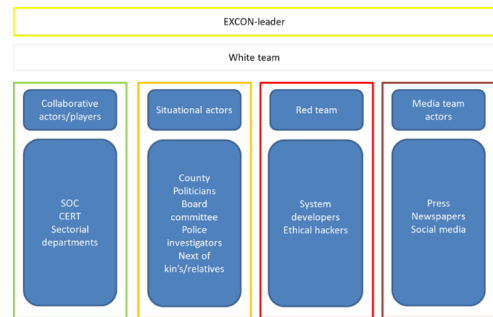 EXCON-leader
White team
Collaborative
actors/players
SOC
CERT
Sectorial
departments
Situational actors
County
Politicians
Board
committee
Police
investigators
Next of
kin's/relatives
Red team
System
developers
Ethical hackers
Media team
actors
Press
Newspapers
Social media